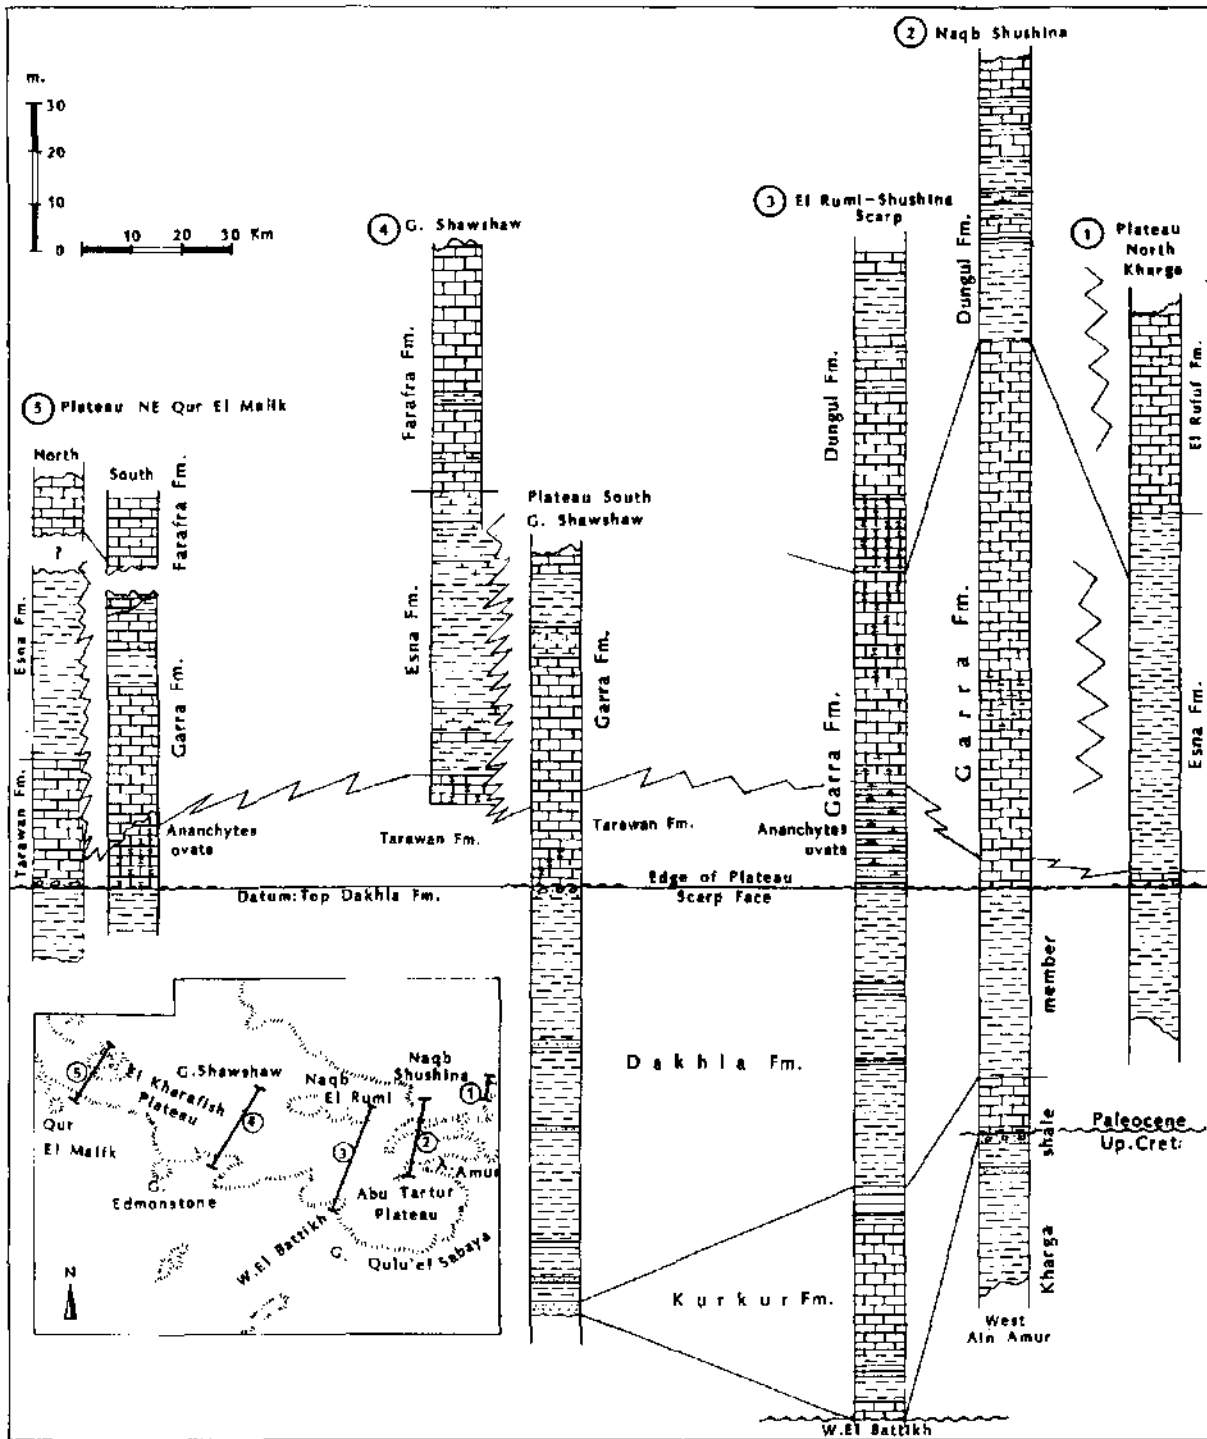 2 Naqb Shushina
m.
30
20
10
0
10 20 30 Km
4 G. Shawshaw
3 El Rumi-Shushina
Scarp
1 Plateau
North
Kharga
Dungul Fm.
Farafra Fm.
Dungul Fm.
El Rufuf Fm.
5 Plateau NE Qur El Malik
North
South
Farafra Fm.
?
Plateau South
G. Shawshaw
Esna Fm.
Garra Fm.
Esna Fm.
Garra Fm.
Garra Fm.
Garra Fm.
Esna Fm.
Tarawan Fm.
Ananchytes
ovata
Tarawan Fm.
Tarawan Fm.
Ananchytes
ovata
Datum: Top Dakhla Fm.
Edge of Plateau
Scarp Face
Dakhla Fm.
Kharga shale member
Paleocene
Up. Cret.
Kurkur Fm.
West
Ain Amur
W. El Battikh
5
El Kharafish
Plateau
G. Shawshaw
4
Naqb
El Rumi
3
Naqb
Shushina
1
2
Qur
El Malik
G.
Edmonstone
A. Amur
Abu Tartur
Plateau
W. El Battikh
G. Qulu'el Sabaya
N